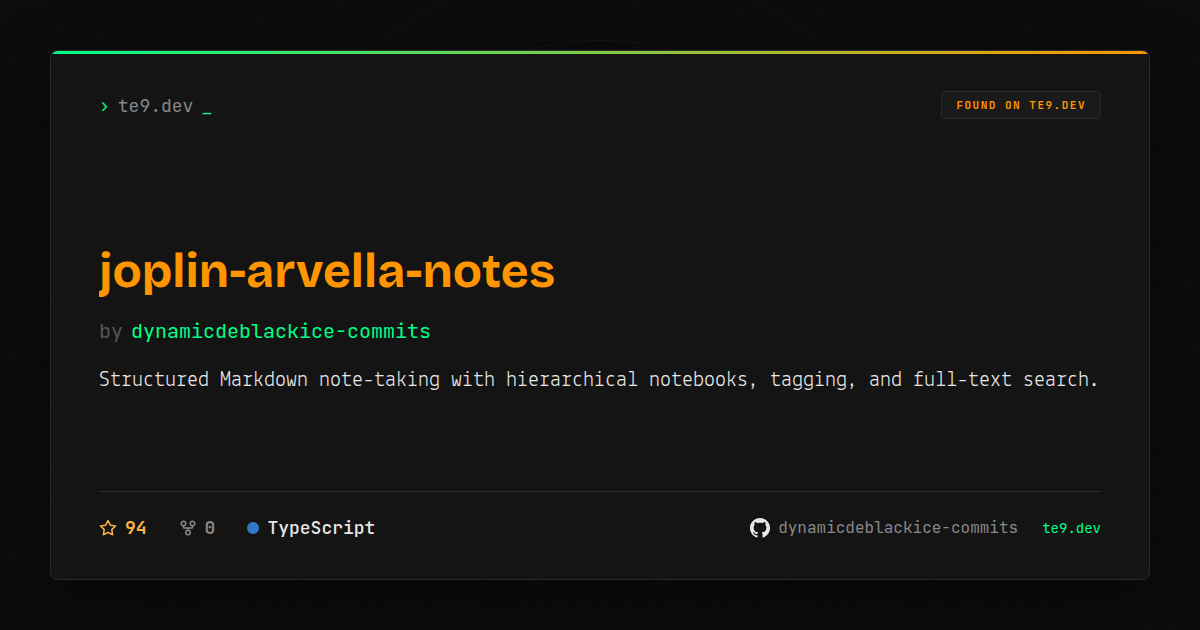 › te9.dev _
FOUND ON TE9.DEV
joplin-arvella-notes
by dynamicdeblackice-commits
Structured Markdown note-taking with hierarchical notebooks, tagging, and full-text search.
94 0 TypeScript
dynamicdeblackice-commits te9.dev